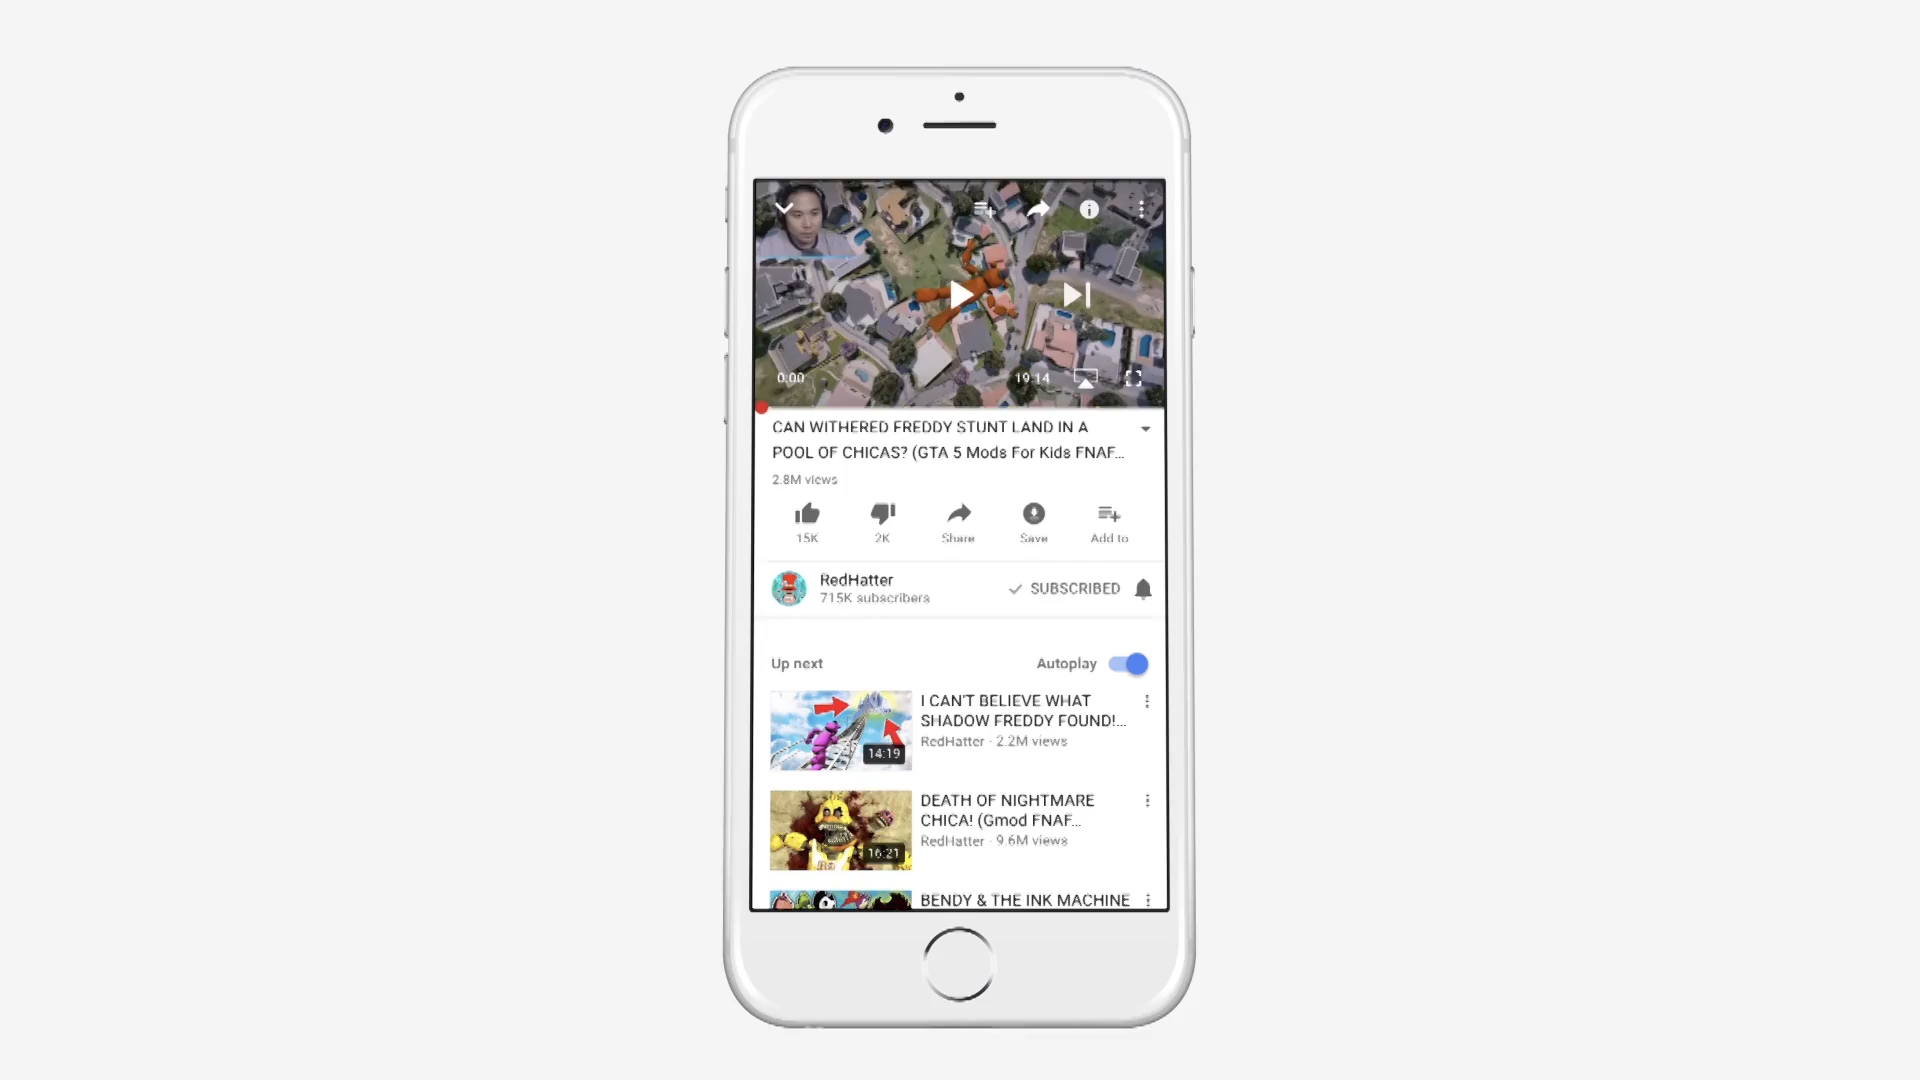 0:00
19:14
CAN WITHERED FREDDY STUNT LAND IN A
POOL OF CHICAS? (GTA 5 Mods For Kids FNAF...
2.8M views
15K
2K
Share
Save
Add to
RedHatter
715K subscribers
SUBSCRIBED
Up next
Autoplay
14:19
I CAN'T BELIEVE WHAT
SHADOW FREDDY FOUND!...
RedHatter · 2.2M views
16:21
DEATH OF NIGHTMARE
CHICA! (Gmod FNAF...
RedHatter · 9.6M views
BENDY & THE INK MACHINE